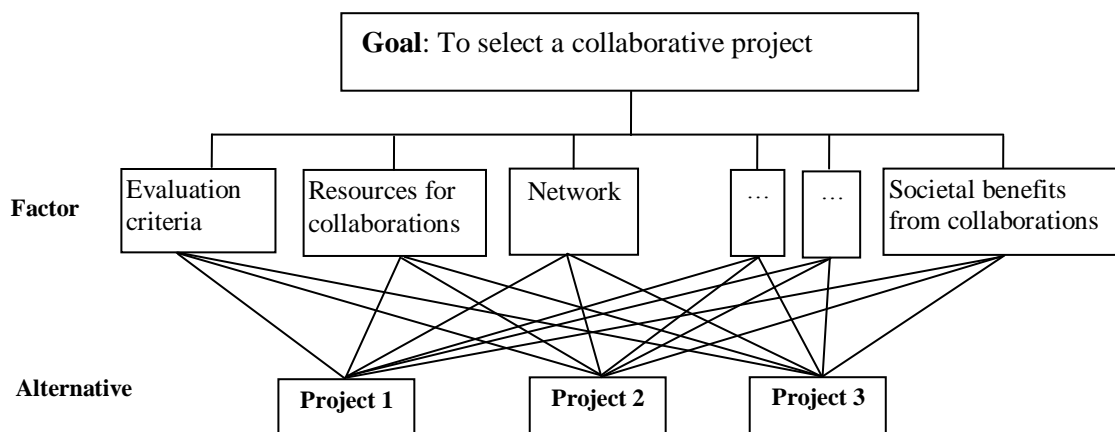 Goal: To select a collaborative project
Factor
Evaluation
criteria
Resources for
collaborations
Network
…
…
Societal benefits
from collaborations
Alternative
Project 1
Project 2
Project 3